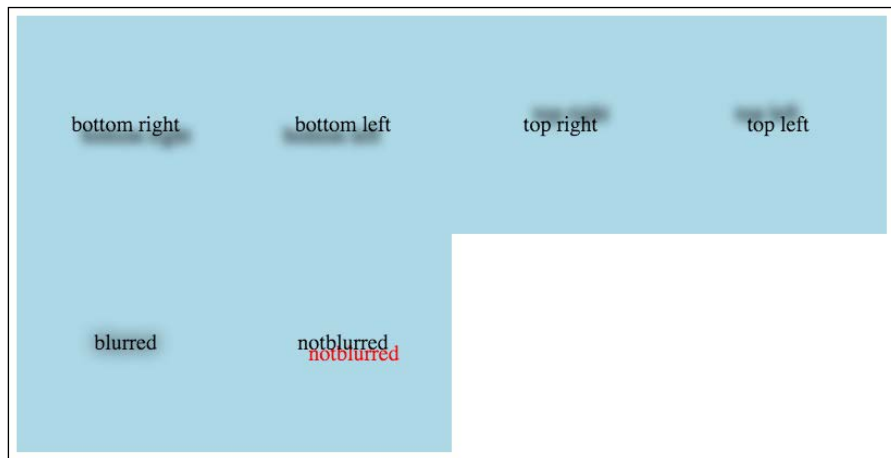 bottom right
bottom left
top right
top left
blurred
notblurred
notblurred